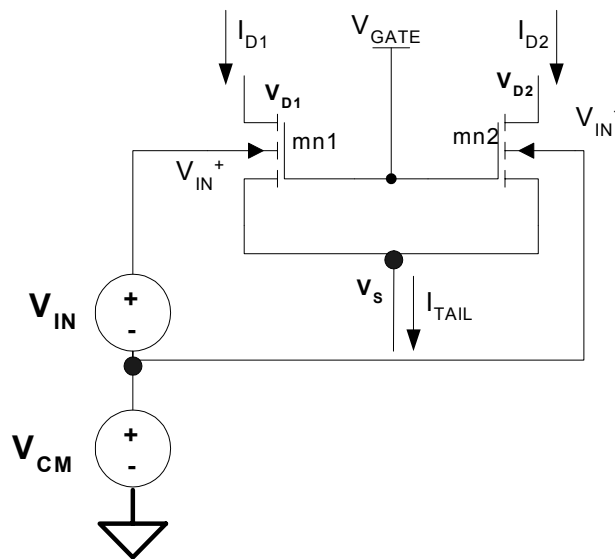 I_D1
V_GATE
I_D2
V_D1
V_D2
mn1
mn2
V_IN^-
V_IN^+
V_S
I_TAIL
V_IN
+
-
V_CM
+
-